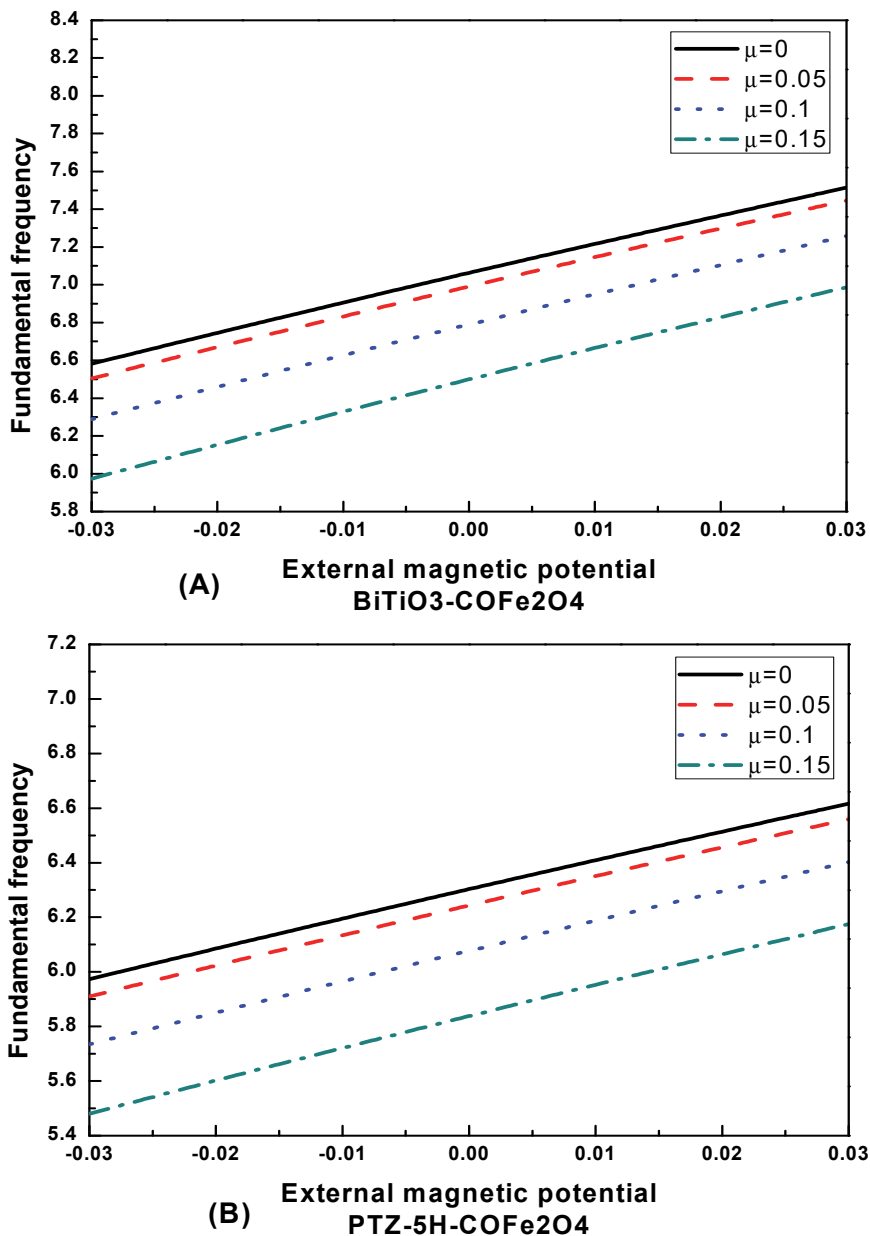 8.4
8.2
8.0
7.8
7.6
7.4
7.2
7.0
6.8
6.6
6.4
6.2
6.0
5.8
Fundamental frequency
μ=0
μ=0.05
μ=0.1
μ=0.15
-0.03 -0.02 -0.01 0.00 0.01 0.02 0.03
(A) External magnetic potential
BiTiO3-COFe2O4
7.2
7.0
6.8
6.6
6.4
6.2
6.0
5.8
5.6
5.4
Fundamental frequency
μ=0
μ=0.05
μ=0.1
μ=0.15
-0.03 -0.02 -0.01 0.00 0.01 0.02 0.03
(B) External magnetic potential
PTZ-5H-COFe2O4